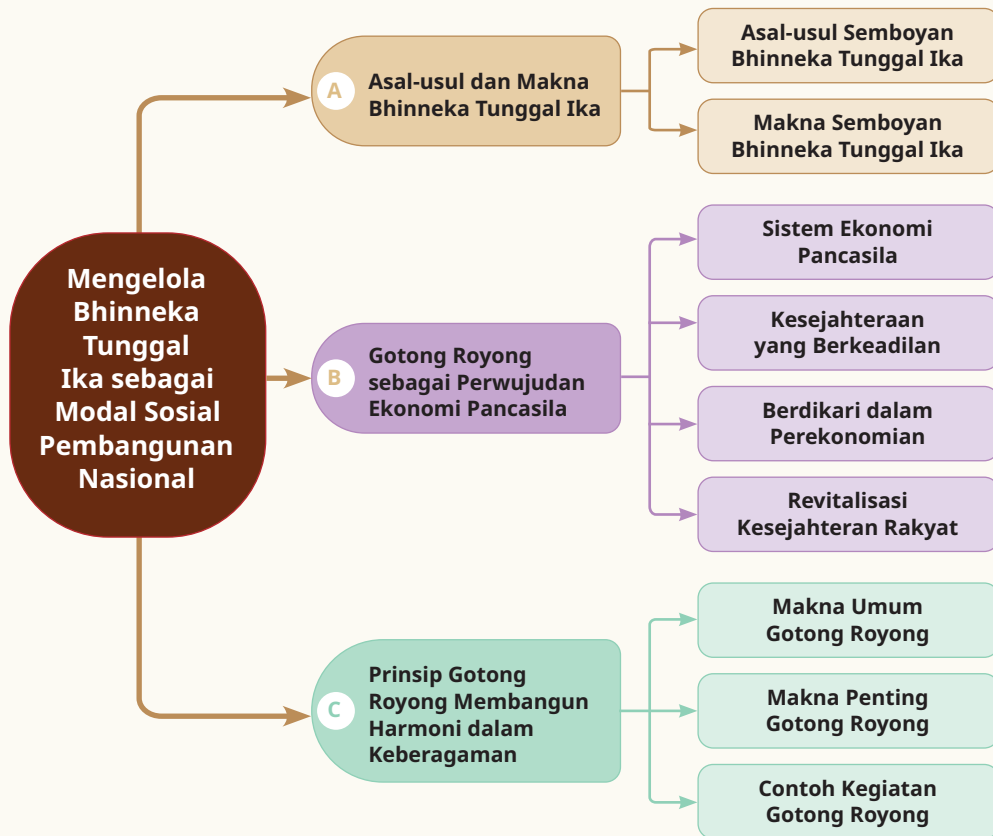 Mengelola
Bhinneka
Tunggal
Ika sebagai
Modal Sosial
Pembangunan
Nasional
A
Asal-usul dan Makna
Bhinneka Tunggal Ika
Asal-usul Semboyan
Bhinneka Tunggal Ika
Makna Semboyan
Bhinneka Tunggal Ika
B
Gotong Royong
sebagai Perwujudan
Ekonomi Pancasila
Sistem Ekonomi
Pancasila
Kesejahteraan
yang Berkeadilan
Berdikari dalam
Perekonomian
Revitalisasi
Kesejahteran Rakyat
C
Prinsip Gotong
Royong Membangun
Harmoni dalam
Keberagaman
Makna Umum
Gotong Royong
Makna Penting
Gotong Royong
Contoh Kegiatan
Gotong Royong